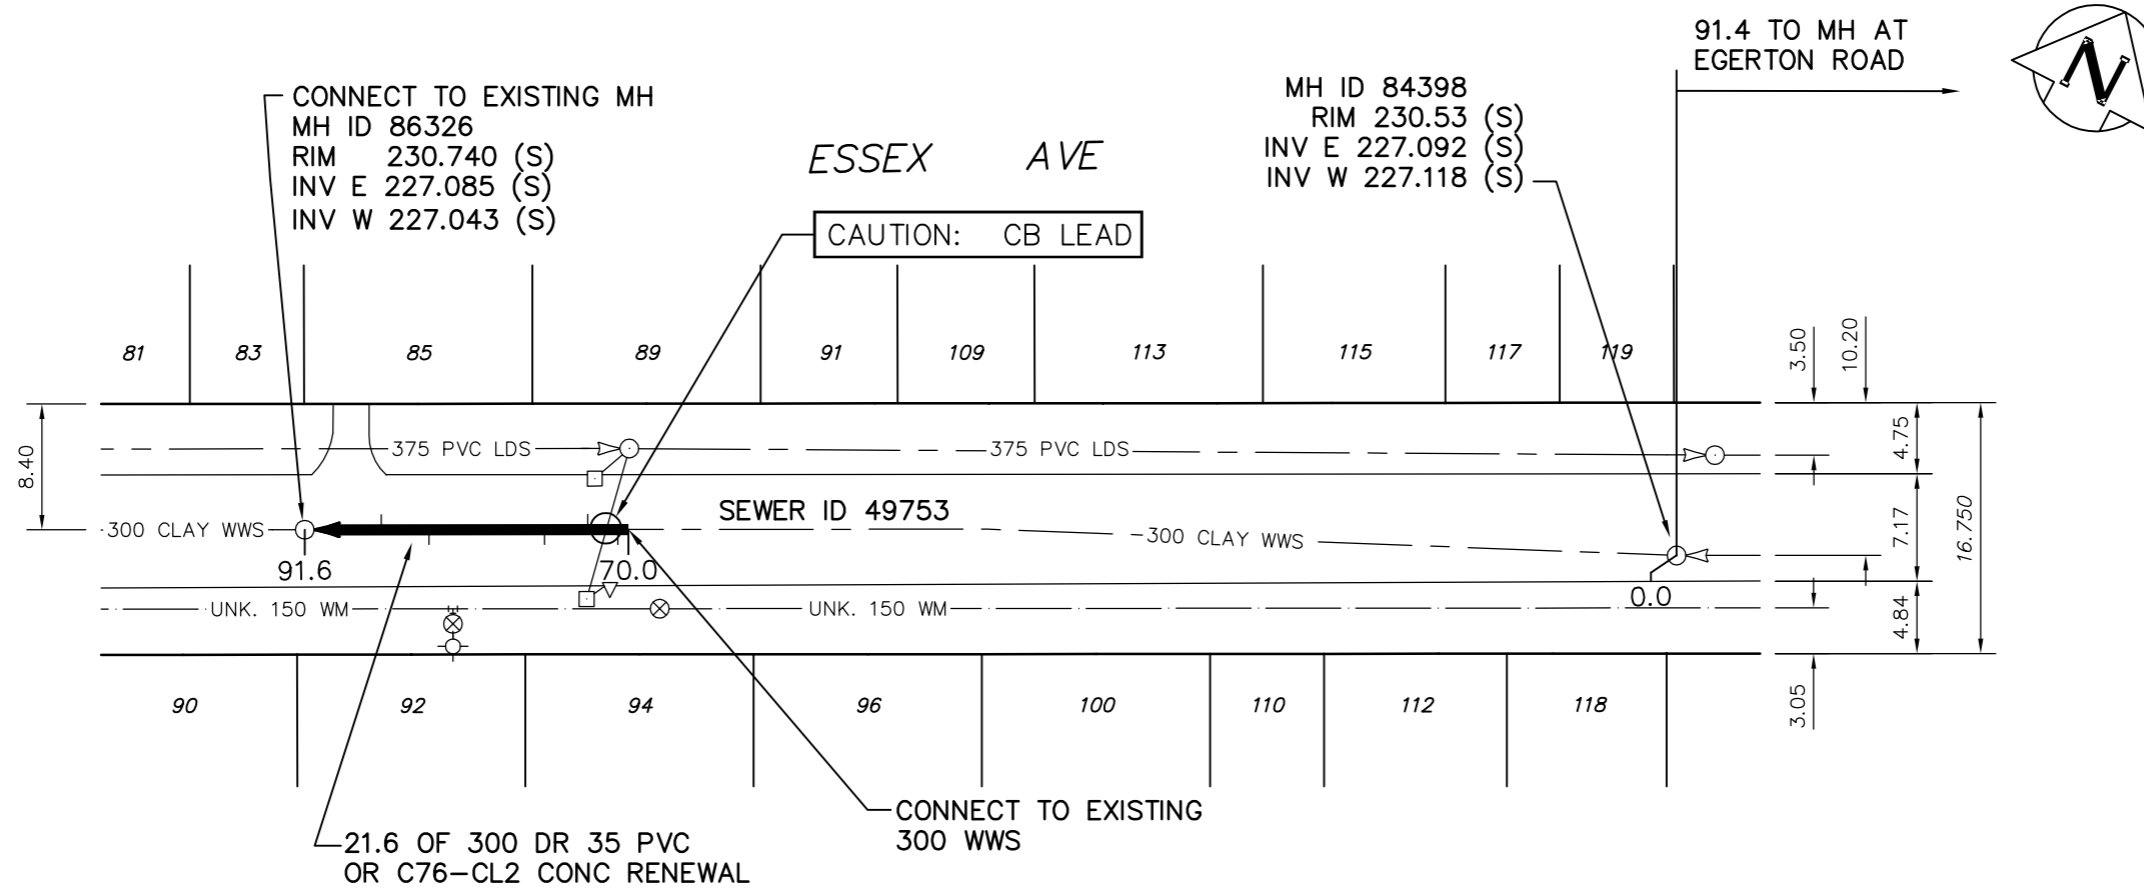 91.4 TO MH AT
EGERTON ROAD
N
CONNECT TO EXISTING MH
MH ID 86326
RIM 230.740 (S)
INV E 227.085 (S)
INV W 227.043 (S)
ESSEX AVE
CAUTION: CB LEAD
MH ID 84398
RIM 230.53 (S)
INV E 227.092 (S)
INV W 227.118 (S)
81 83 85 89 91 109 113 115 117 119
3.50
10.20
8.40
375 PVC LDS
375 PVC LDS
4.75
300 CLAY WWS
SEWER ID 49753
300 CLAY WWS
7.17
16.750
91.6
70.0
0.0
UNK. 150 WM
UNK. 150 WM
4.84
3.05
90 92 94 96 100 110 112 118
CONNECT TO EXISTING
300 WWS
21.6 OF 300 DR 35 PVC
OR C76-CL2 CONC RENEWAL